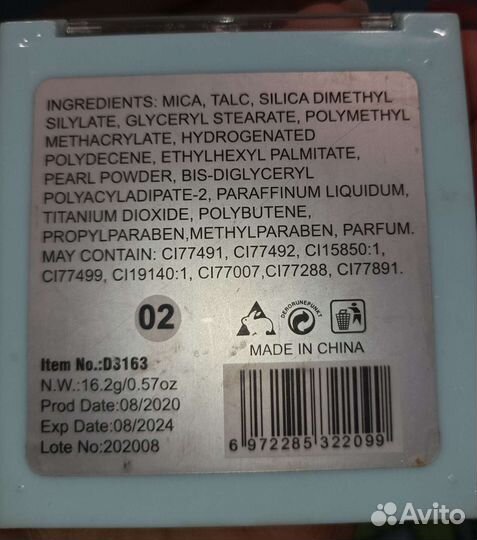 INGREDIENTS: MICA, TALC, SILICA DIMETHYL
SILYLATE, GLYCERYL STEARATE, POLYMETHYL
METHACRYLATE, HYDROGENATED
POLYDECENE, ETHYLHEXYL PALMITATE,
PEARL POWDER, BIS-DIGLYCERYL
POLYACYLADIPATE-2, PARAFFINUM LIQUIDUM,
TITANIUM DIOXIDE, POLYBUTENE,
PROPYLPARABEN,METHYLPARABEN, PARFUM.
MAY CONTAIN: CI77491, CI77492, CI15850:1,
CI77499, CI19140:1, CI77007,CI77288, CI77891.
02
DERGRUNEPUNKT
MADE IN CHINA
Item No.:D3163
N.W.:16.2g/0.57oz
Prod Date:08/2020
Exp Date:08/2024
Lote No:202008
6 972285 322099
Avito